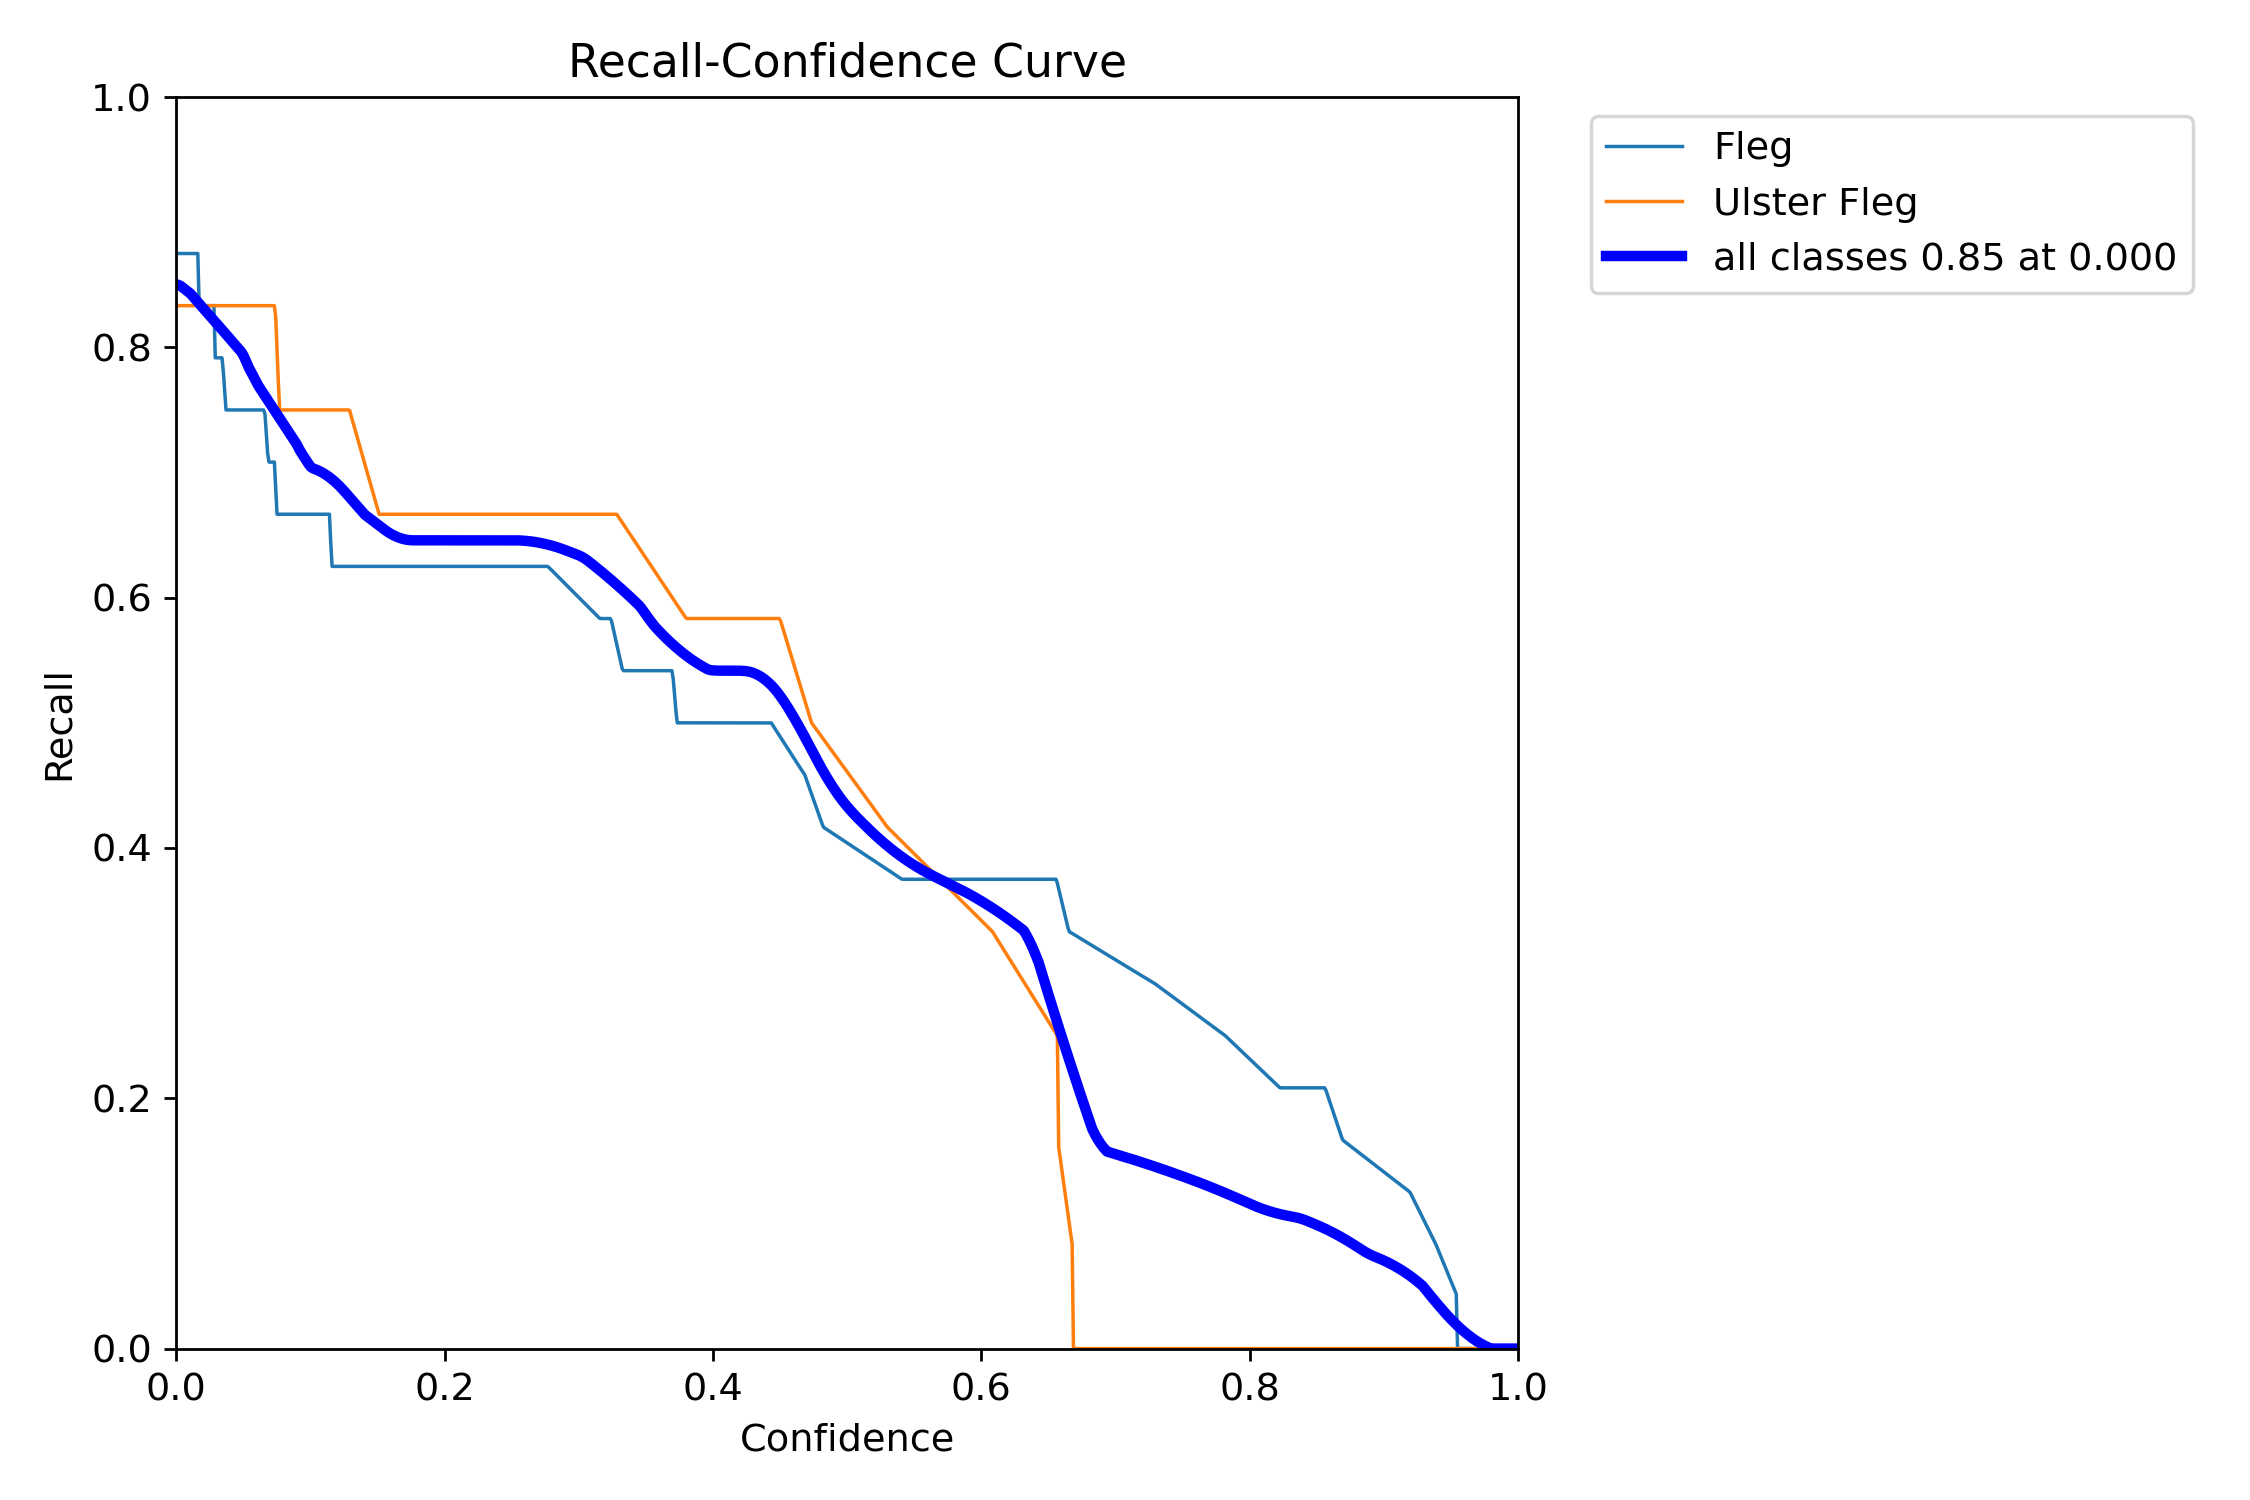 Recall-Confidence Curve
1.0
0.8
0.6
0.4
0.2
0.0
Recall
0.0 0.2 0.4 0.6 0.8 1.0
Confidence
Fleg
Ulster Fleg
all classes 0.85 at 0.000